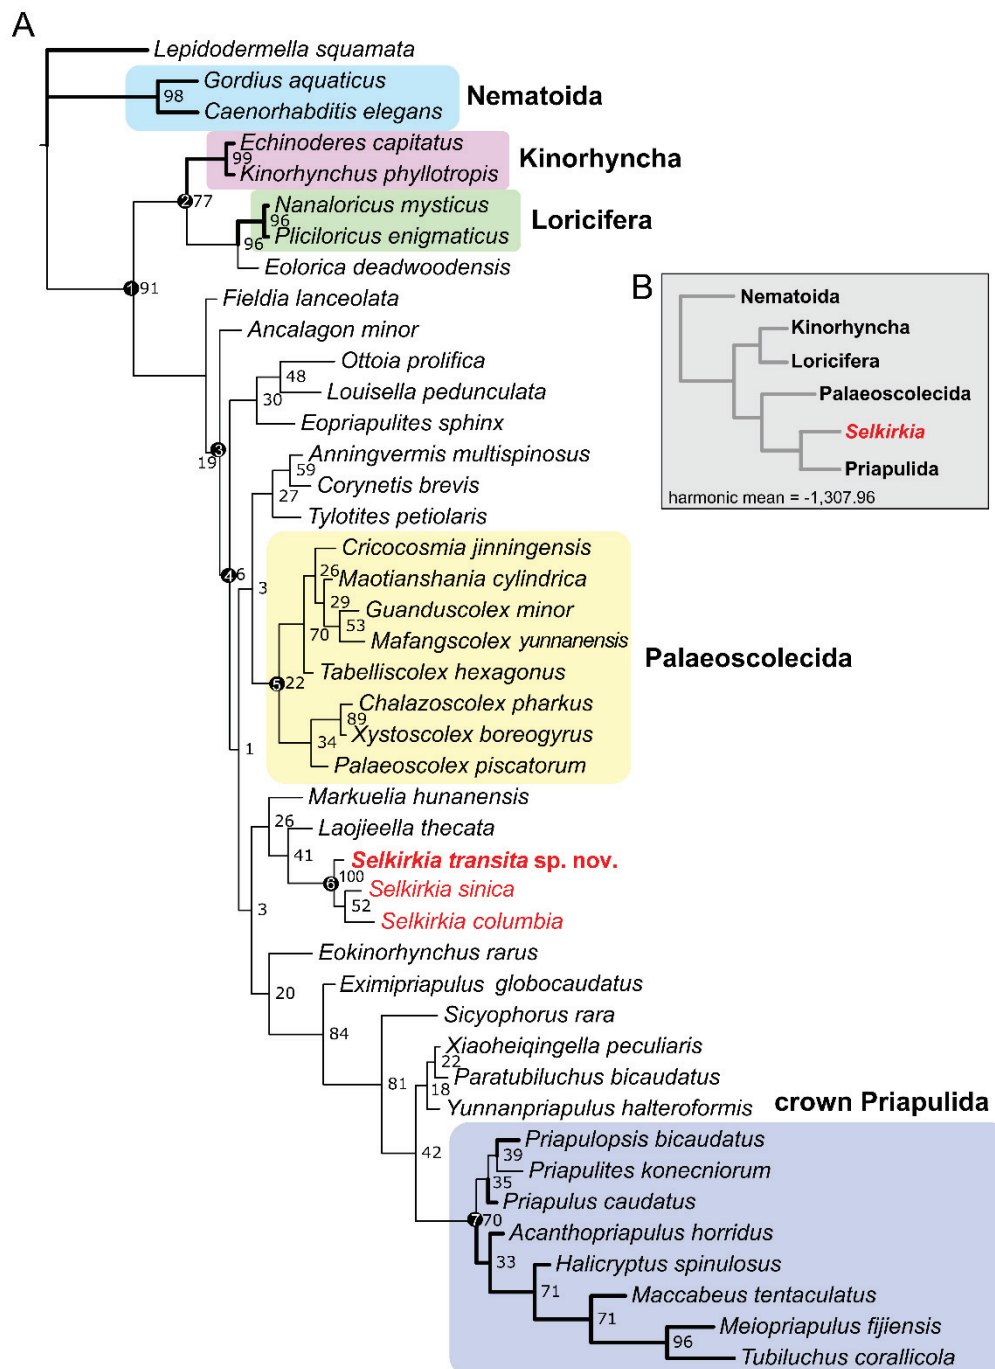 A
Lepidodermella squamata
Gordius aquaticus
98
Nematoida
Caenorhabditis elegans
Echinoderes capitatus
99
Kinorhyncha
Kinorhynchus phyllotropis
2 77
Nanaloricus mysticus
96
Loricifera
Pliciloricus enigmaticus
96
Eolorica deadwoodensis
1 91
Fieldia lanceolata
Ancalagon minor
Ottoia prolifica
48
Louisella pedunculata
30
Eopriapulites sphinx
3
19
Anningvermis multispinosus
59
Corynetis brevis
27
Tylotites petiolaris
4 6
3
Cricocosmia jinningensis
26
Maotianshania cylindrica
29
Guanduscolex minor
53
70
Mafangscolex yunnanensis
Palaeoscolecida
Tabelliscolex hexagonus
5 22
Chalazoscolex pharkus
89
Xystoscolex boreogyrus
34
Palaeoscolex piscatorum
1
Markuelia hunanensis
26
Laojieella thecata
41
Selkirkia transita sp. nov.
6 100
Selkirkia sinica
52
Selkirkia columbia
3
Eokinorhynchus rarus
20
Eximipriapulus globocaudatus
84
Sicyophorus rara
81
Xiaoheiqingella peculiaris
22
Paratubiluchus bicaudatus
18
Yunnanpriapulus halteroformis
42
crown Priapulida
Priapulopsis bicaudatus
39
Priapulites konecniorum
35
Priapulus caudatus
7 70
Acanthopriapulus horridus
33
Halicryptus spinulosus
71
Maccabeus tentaculatus
71
Meiopriapulus fijiensis
96
Tubiluchus corallicola
B
Nematoida
Kinorhyncha
Loricifera
Palaeoscolecida
Selkirkia
Priapulida
harmonic mean = -1,307.96